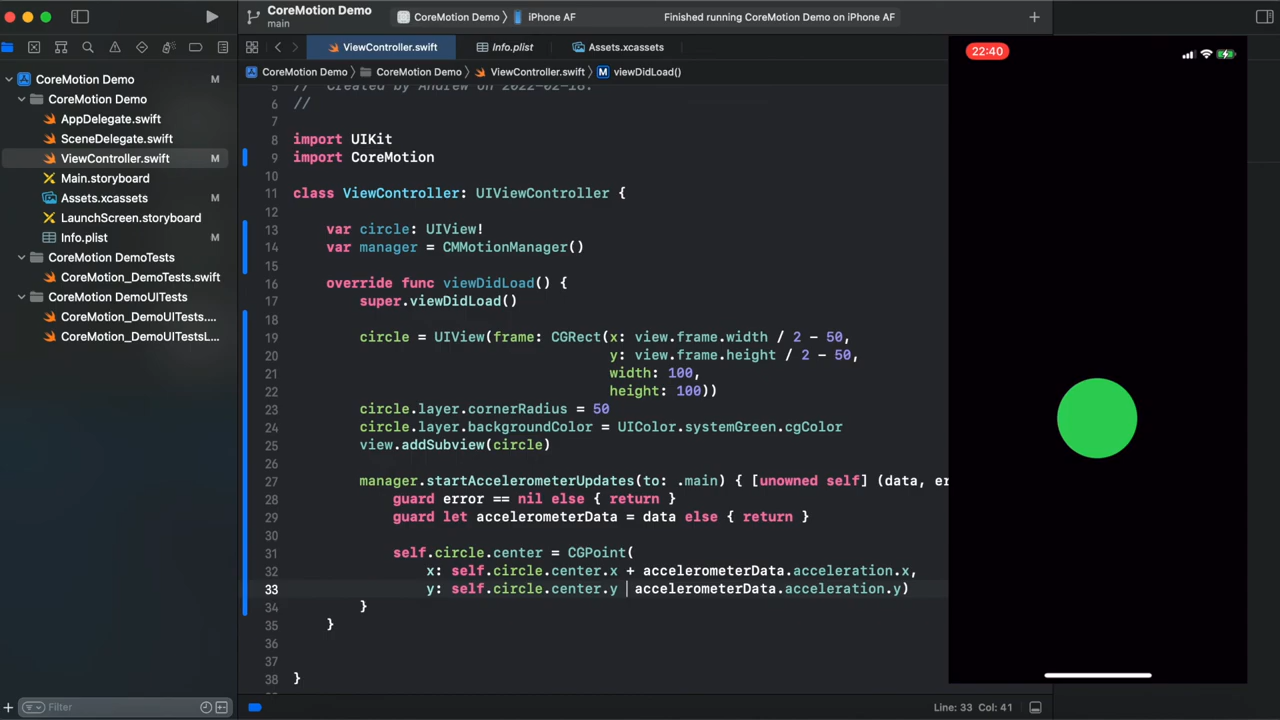 CoreMotion Demo
main
CoreMotion Demo
iPhone AF
Finished running CoreMotion Demo on iPhone AF
ViewController.swift
Info.plist
Assets.xcassets
CoreMotion Demo
CoreMotion Demo
ViewController.swift
M viewDidLoad()
CoreMotion Demo M
CoreMotion Demo
AppDelegate.swift
SceneDelegate.swift
ViewController.swift M
Main.storyboard
Assets.xcassets M
LaunchScreen.storyboard
Info.plist M
CoreMotion DemoTests
CoreMotion_DemoTests.swift
CoreMotion DemoUITests
CoreMotion_DemoUITests....
CoreMotion_DemoUITestsL...
Filter
5 // Created by Andrew on 2022-02-18.
6 //
7
8 import UIKit
9 import CoreMotion
10
11 class ViewController: UIViewController {
12
13 var circle: UIView!
14 var manager = CMMotionManager()
15
16 override func viewDidLoad() {
17 super.viewDidLoad()
18
19 circle = UIView(frame: CGRect(x: view.frame.width / 2 - 50,
20 y: view.frame.height / 2 - 50,
21 width: 100,
22 height: 100))
23 circle.layer.cornerRadius = 50
24 circle.layer.backgroundColor = UIColor.systemGreen.cgColor
25 view.addSubview(circle)
26
27 manager.startAccelerometerUpdates(to: .main) { [unowned self] (data, er
28 guard error == nil else { return }
29 guard let accelerometerData = data else { return }
30
31 self.circle.center = CGPoint(
32 x: self.circle.center.x + accelerometerData.acceleration.x,
33 y: self.circle.center.y accelerometerData.acceleration.y)
34 }
35 }
36
37
38 }
Line: 33 Col: 41
22:40